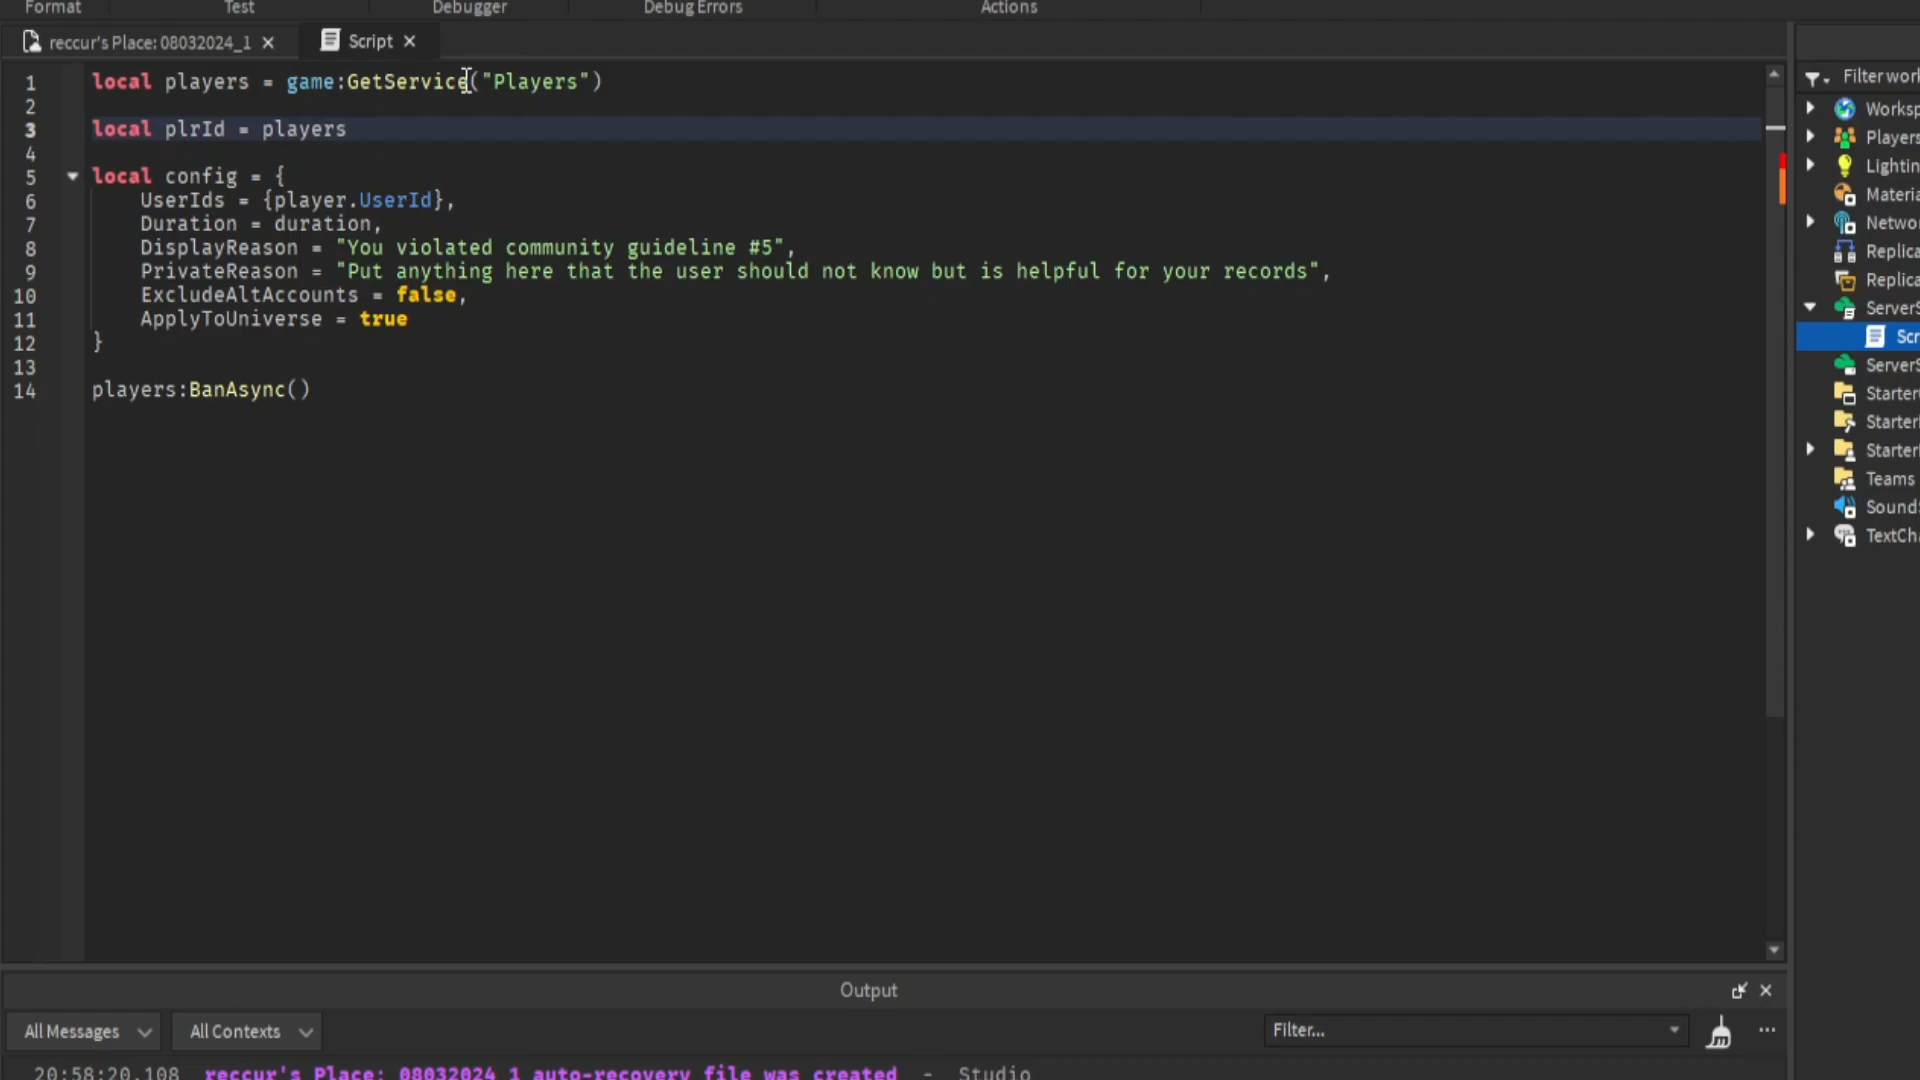 Format Test Debugger Debug Errors Actions
reccur's Place: 08032024_1 Script
1 local players = game:GetService("Players")
2
3 local plrId = players
4
5 local config = {
6 UserIds = {player.UserId},
7 Duration = duration,
8 DisplayReason = "You violated community guideline #5",
9 PrivateReason = "Put anything here that the user should not know but is helpful for your records",
10 ExcludeAltAccounts = false,
11 ApplyToUniverse = true
12 }
13
14 players:BanAsync()
Filter work
Worksp
Players
Lightin
Materia
Networ
Replica
Replica
ServerS
Scr
ServerS
Starter
Starter
Starter
Teams
SoundS
TextCha
Output
All Messages All Contexts Filter... ...
20:58:20.108 reccur's Place: 08032024_1 auto-recovery file was created - Studio